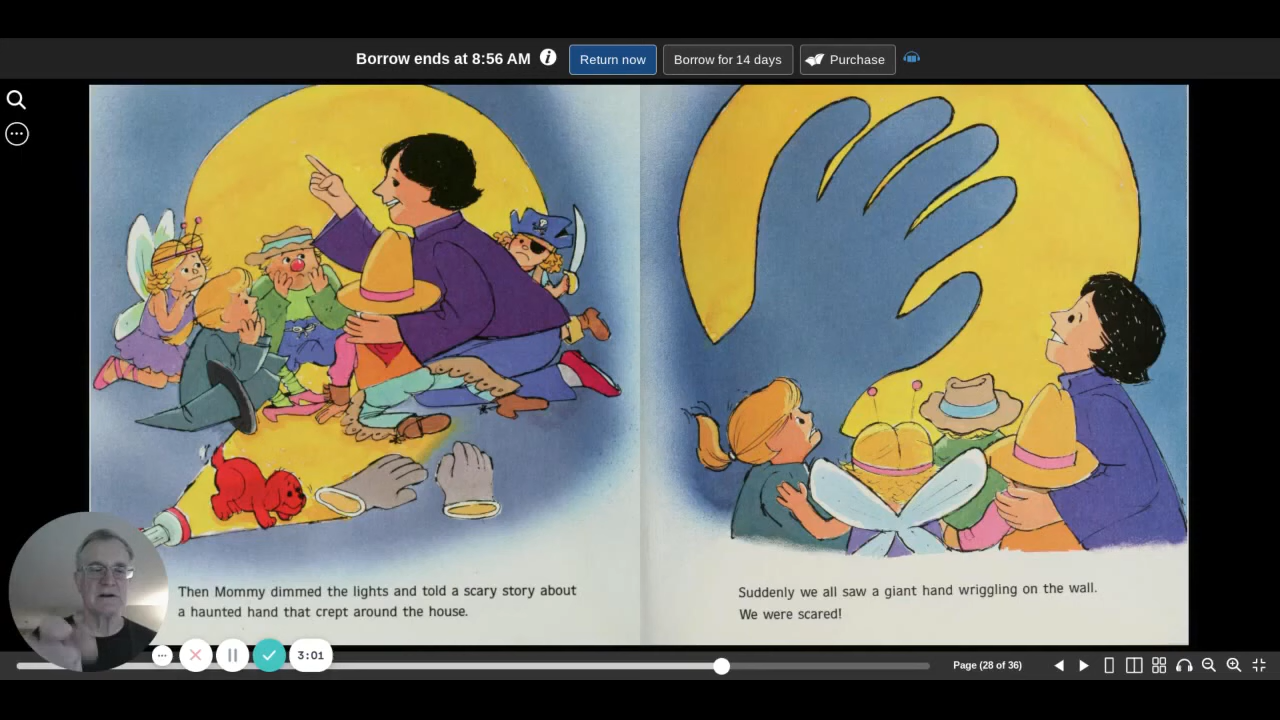 Borrow ends at 8:56 AM
Return now
Borrow for 14 days
Purchase
Then Mommy dimmed the lights and told a scary story about
a haunted hand that crept around the house.
Suddenly we all saw a giant hand wriggling on the wall.
We were scared!
3:01
Page (28 of 36)